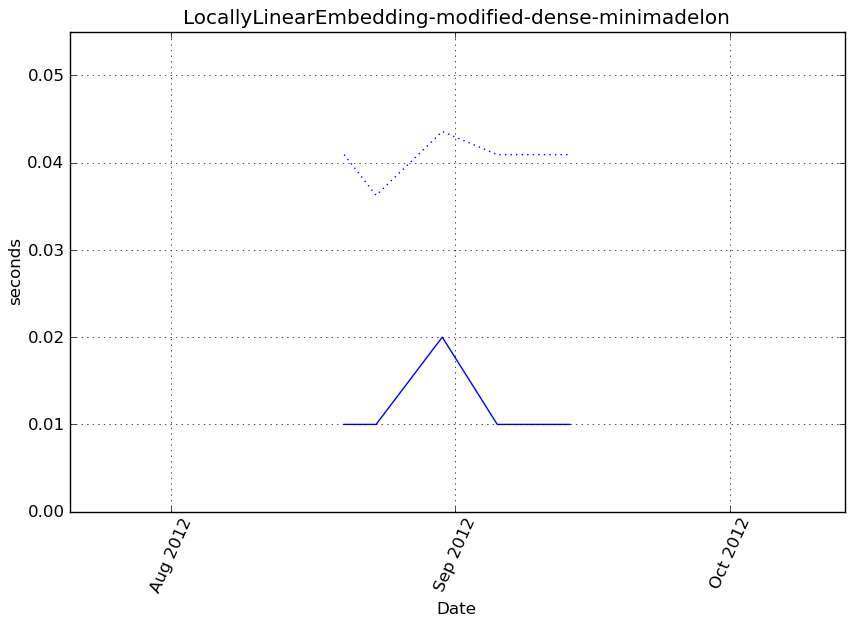 LocallyLinearEmbedding-modified-dense-minimadelon
0.05
0.04
0.03
0.02
0.01
0.00
seconds
Aug 2012
Sep 2012
Oct 2012
Date